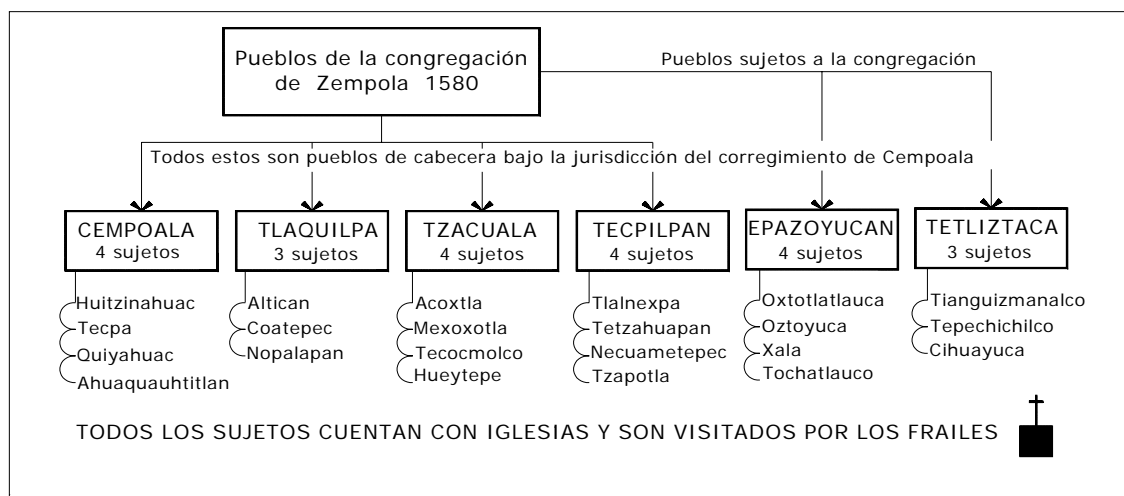 Pueblos de la congregación
de Zempola 1580
Pueblos sujetos a la congregación
Todos estos son pueblos de cabecera bajo la jurisdicción del corregimiento de Cempoala
CEMPOALA
4 sujetos
Huitzinahuac
Tecpa
Quiyahuac
Ahuaquauhtitlan
TLAQUILPA
3 sujetos
Altican
Coatepec
Nopalapan
TZACUALA
4 sujetos
Acoxtla
Mexoxotla
Tecocmolco
Hueytepe
TECPILPAN
4 sujetos
Tlalnexpa
Tetzahuapan
Necuametepec
Tzapotla
EPAZOYUCAN
4 sujetos
Oxtotlatlauca
Oztoyuca
Xala
Tochatlauco
TETLIZTACA
3 sujetos
Tianguizmanalco
Tepechichilco
Cihuayuca
TODOS LOS SUJETOS CUENTAN CON IGLESIAS Y SON VISITADOS POR LOS FRAILES